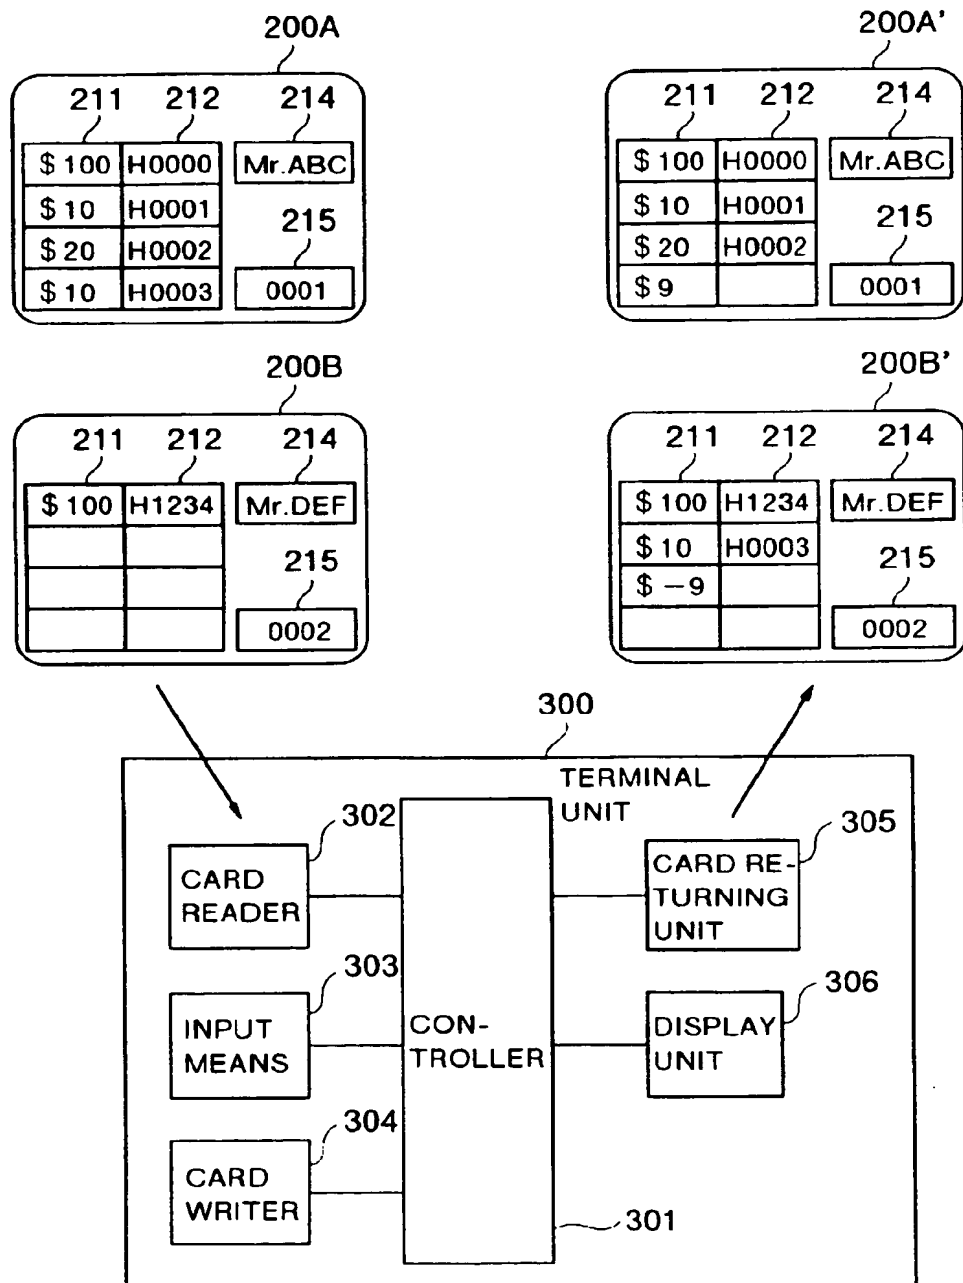 200A
211 212 214
$ 100 H0000 Mr.ABC
$ 10 H0001
215
$ 20 H0002
$ 10 H0003 0001
200A'
211 212 214
$ 100 H0000 Mr.ABC
$ 10 H0001
215
$ 20 H0002
$ 9 0001
200B
211 212 214
$ 100 H1234 Mr.DEF
215
0002
200B'
211 212 214
$ 100 H1234 Mr.DEF
$ 10 H0003
215
$ -9
0002
300
TERMINAL
UNIT
302
CARD
READER
303
INPUT
MEANS
304
CARD
WRITER
CON-
TROLLER
301
305
CARD RE-
TURNING
UNIT
306
DISPLAY
UNIT